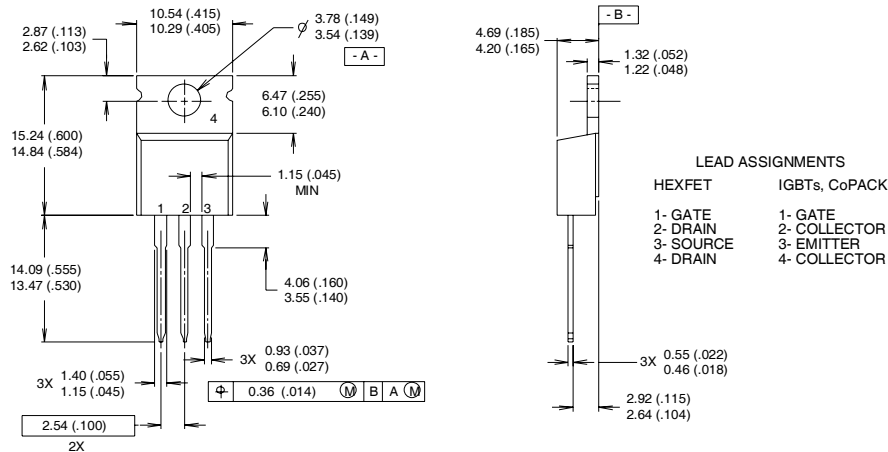 10.54 (.415)
10.29 (.405)
2.87 (.113)
2.62 (.103)
ϕ 3.78 (.149)
3.54 (.139)
- A -
4
6.47 (.255)
6.10 (.240)
15.24 (.600)
14.84 (.584)
1.15 (.045)
MIN
1 2 3
14.09 (.555)
13.47 (.530)
4.06 (.160)
3.55 (.140)
3X 0.93 (.037)
0.69 (.027)
3X 1.40 (.055)
1.15 (.045)
⌖ 0.36 (.014) Ⓜ B A Ⓜ
2.54 (.100)
2X
- B -
4.69 (.185)
4.20 (.165)
1.32 (.052)
1.22 (.048)
3X 0.55 (.022)
0.46 (.018)
2.92 (.115)
2.64 (.104)
LEAD ASSIGNMENTS
HEXFET IGBTs, CoPACK
1- GATE 1- GATE
2- DRAIN 2- COLLECTOR
3- SOURCE 3- EMITTER
4- DRAIN 4- COLLECTOR